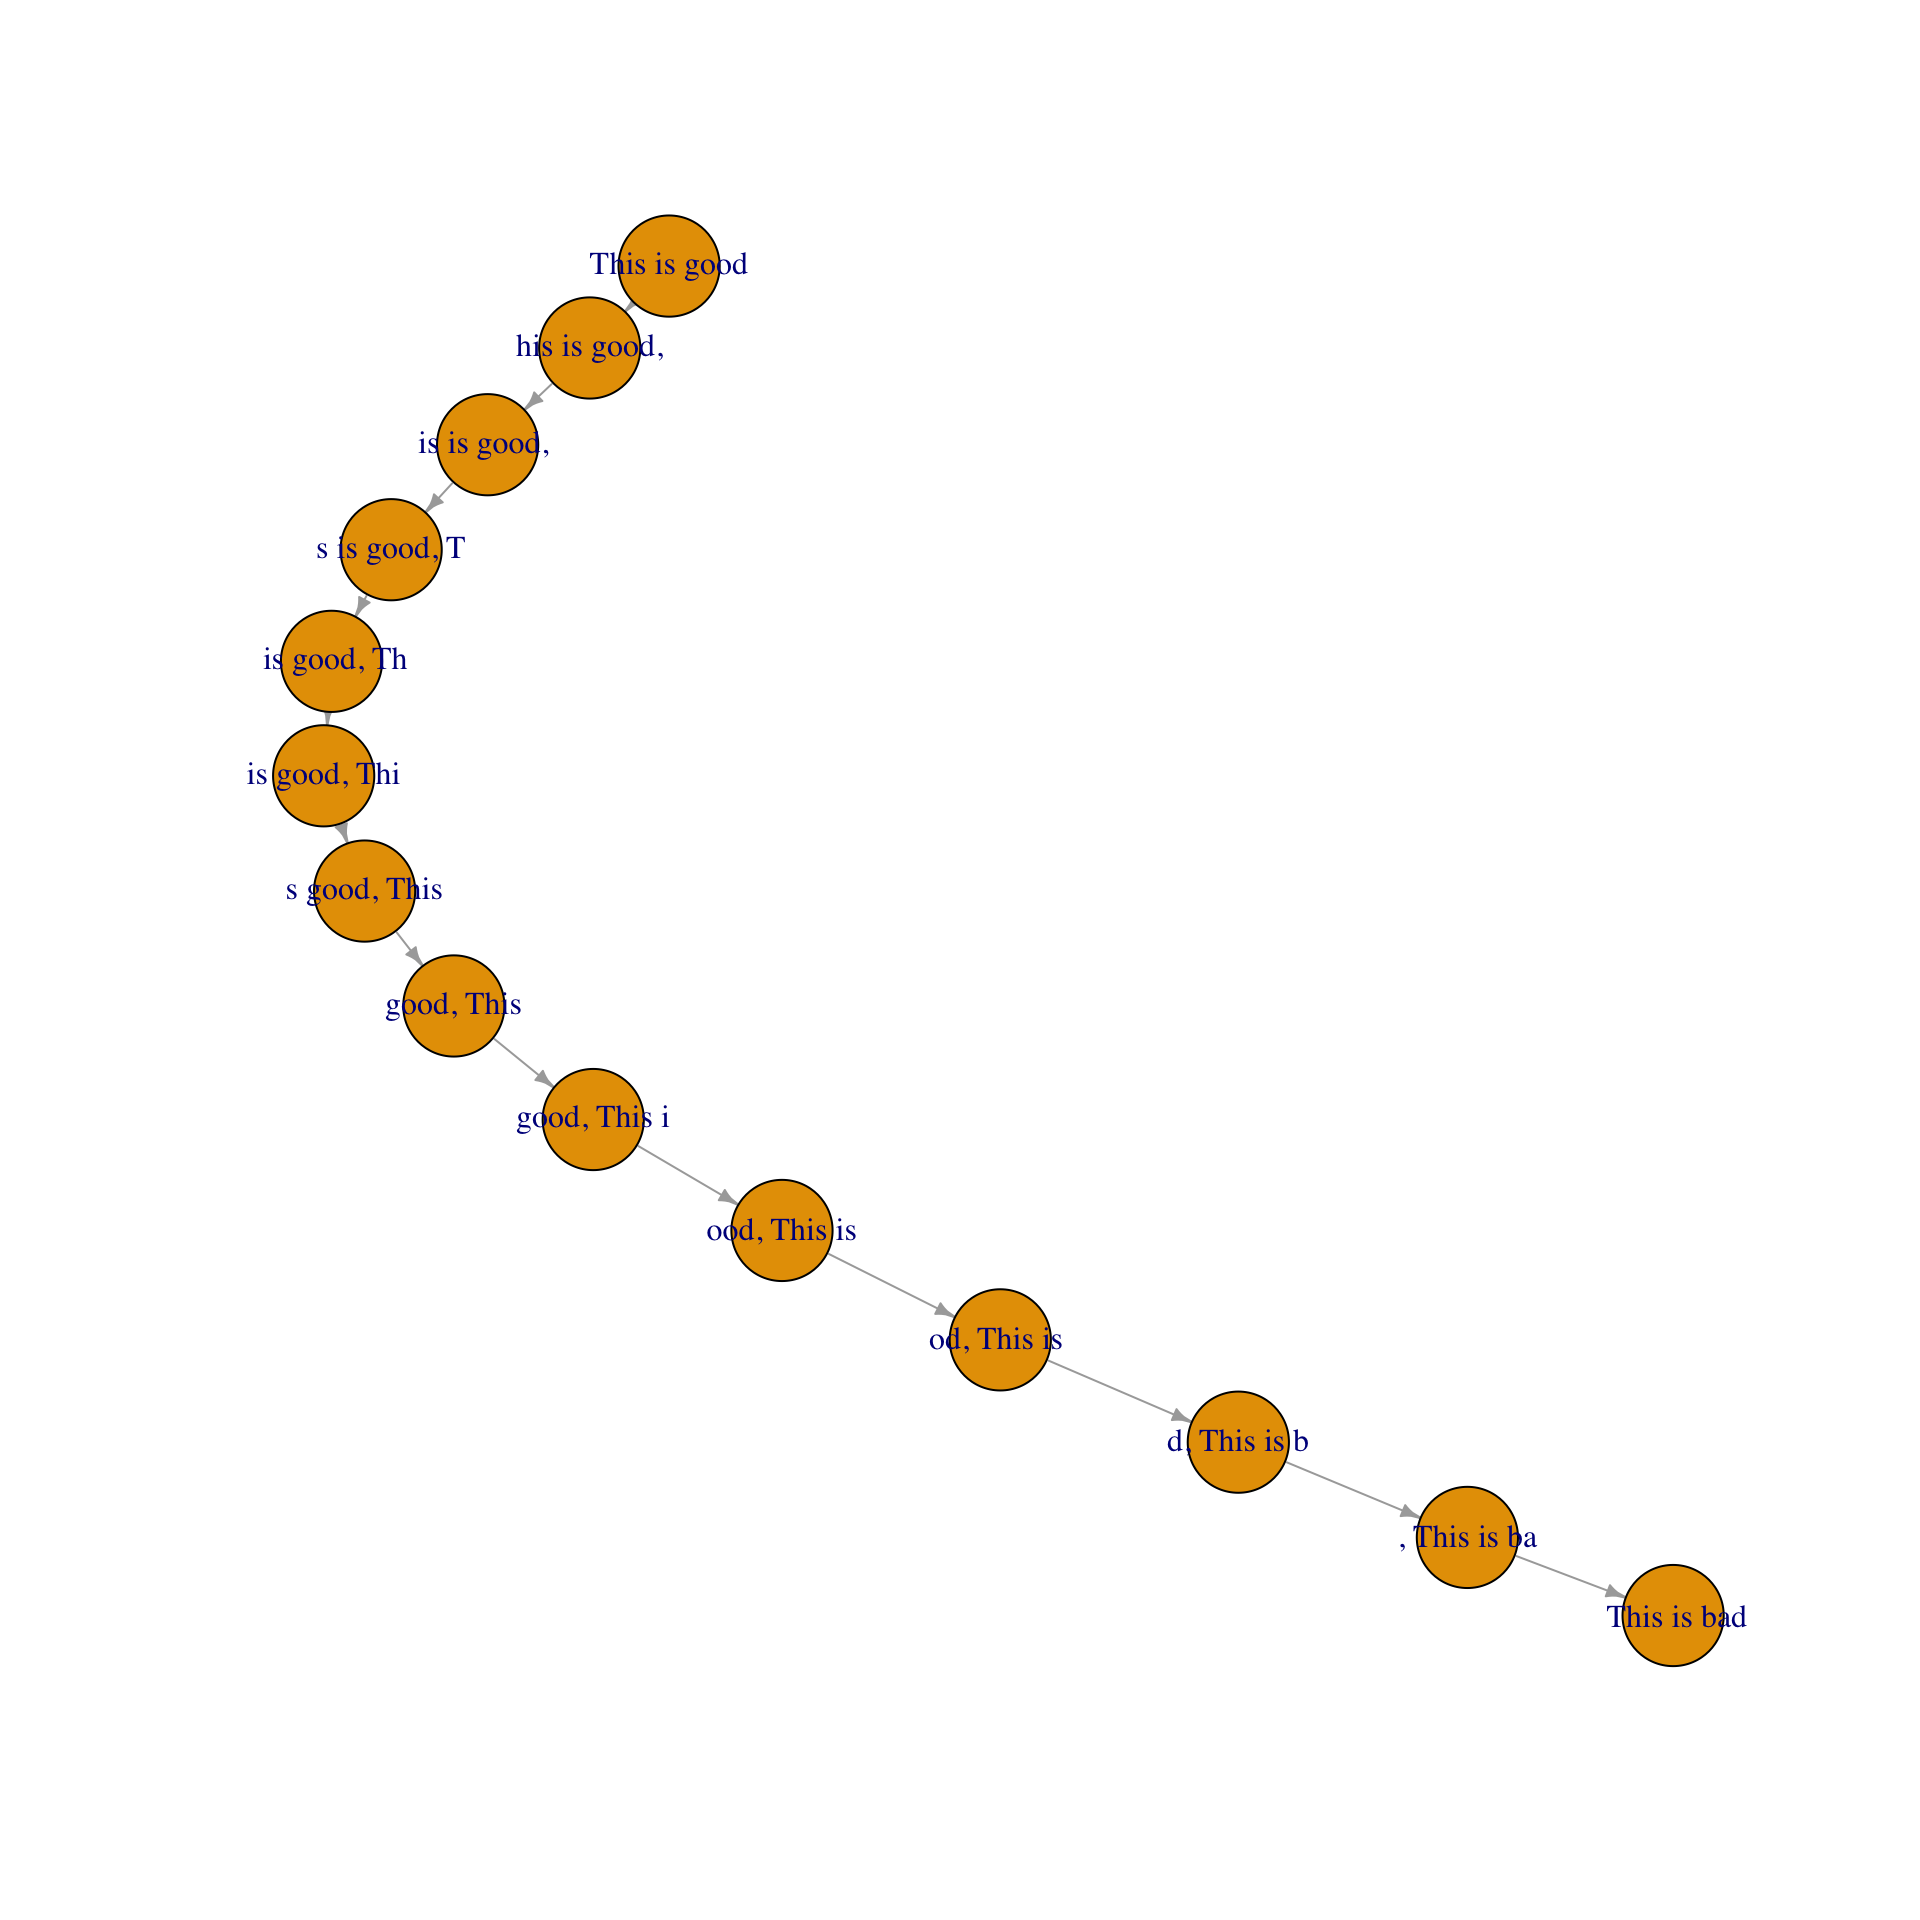 This is good
his is good,
is is good,
s is good, T
is good, Th
is good, Thi
s good, This
good, This
good, This i
ood, This is
od, This is
d, This is b
, This is ba
This is bad